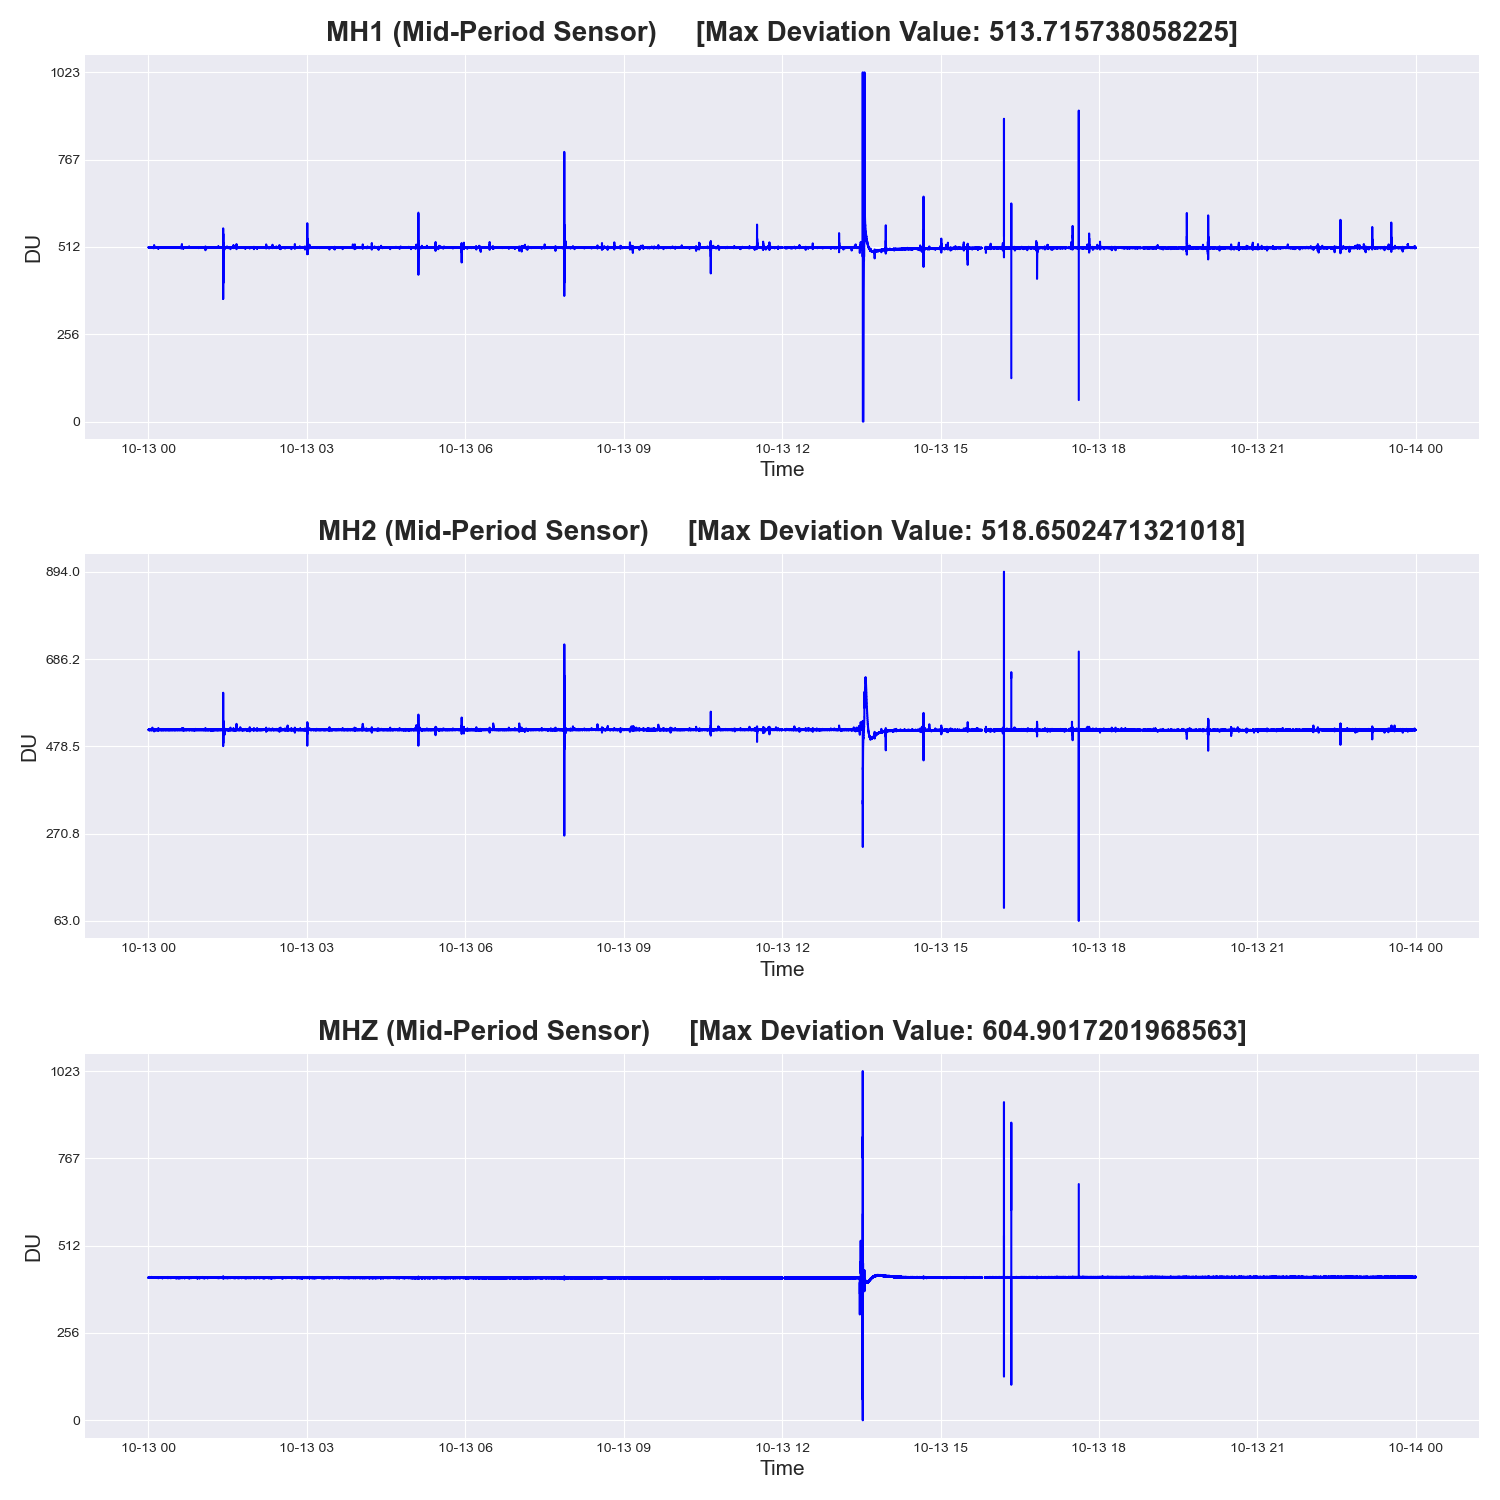 MH1 (Mid-Period Sensor) [Max Deviation Value: 513.715738058225]
1023
767
512
256
0
DU
10-13 00 10-13 03 10-13 06 10-13 09 10-13 12 10-13 15 10-13 18 10-13 21 10-14 00
Time
MH2 (Mid-Period Sensor) [Max Deviation Value: 518.6502471321018]
894.0
686.2
478.5
270.8
63.0
DU
10-13 00 10-13 03 10-13 06 10-13 09 10-13 12 10-13 15 10-13 18 10-13 21 10-14 00
Time
MHZ (Mid-Period Sensor) [Max Deviation Value: 604.9017201968563]
1023
767
512
256
0
DU
10-13 00 10-13 03 10-13 06 10-13 09 10-13 12 10-13 15 10-13 18 10-13 21 10-14 00
Time